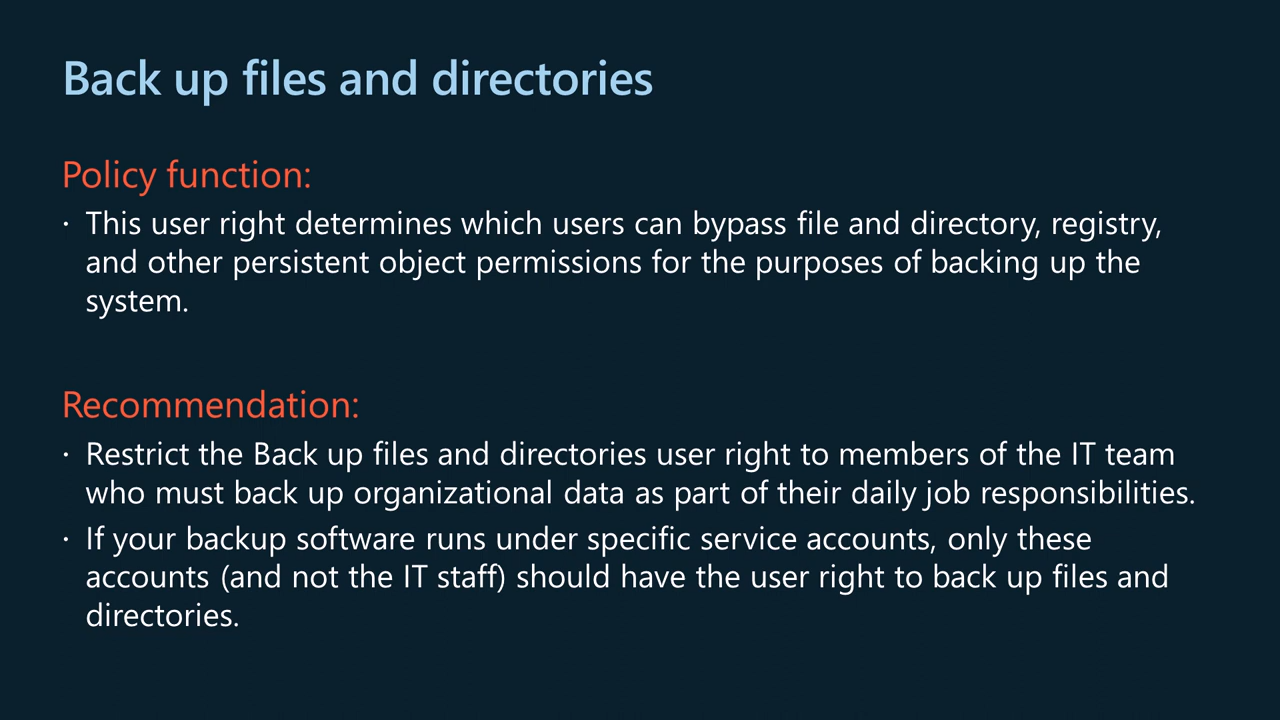 Back up files and directories
Policy function:
· This user right determines which users can bypass file and directory, registry,
and other persistent object permissions for the purposes of backing up the
system.
Recommendation:
· Restrict the Back up files and directories user right to members of the IT team
who must back up organizational data as part of their daily job responsibilities.
· If your backup software runs under specific service accounts, only these
accounts (and not the IT staff) should have the user right to back up files and
directories.